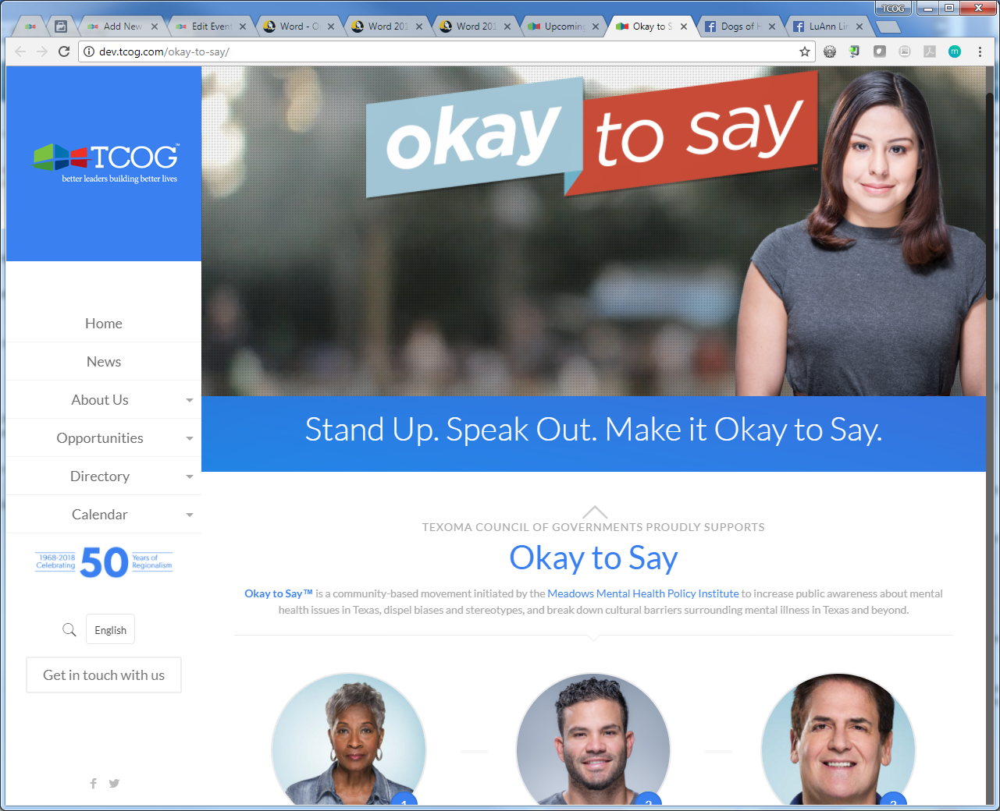 TCOG
Add New
Edit Event
Word - O
Word 201
Word 201
Upcoming
Okay to S
Dogs of H
LuAnn Lin
dev.tcog.com/okay-to-say/
m
TCOG™
better leaders building better lives
okay to say™
Home
News
About Us
Opportunities
Directory
Calendar
1968-2018 Celebrating 50 Years of Regionalism
English
Get in touch with us
Stand Up. Speak Out. Make it Okay to Say.
TEXOMA COUNCIL OF GOVERNMENTS PROUDLY SUPPORTS
Okay to Say
Okay to Say™ is a community-based movement initiated by the Meadows Mental Health Policy Institute to increase public awareness about mental
health issues in Texas, dispel biases and stereotypes, and break down cultural barriers surrounding mental illness in Texas and beyond.
1
2
3